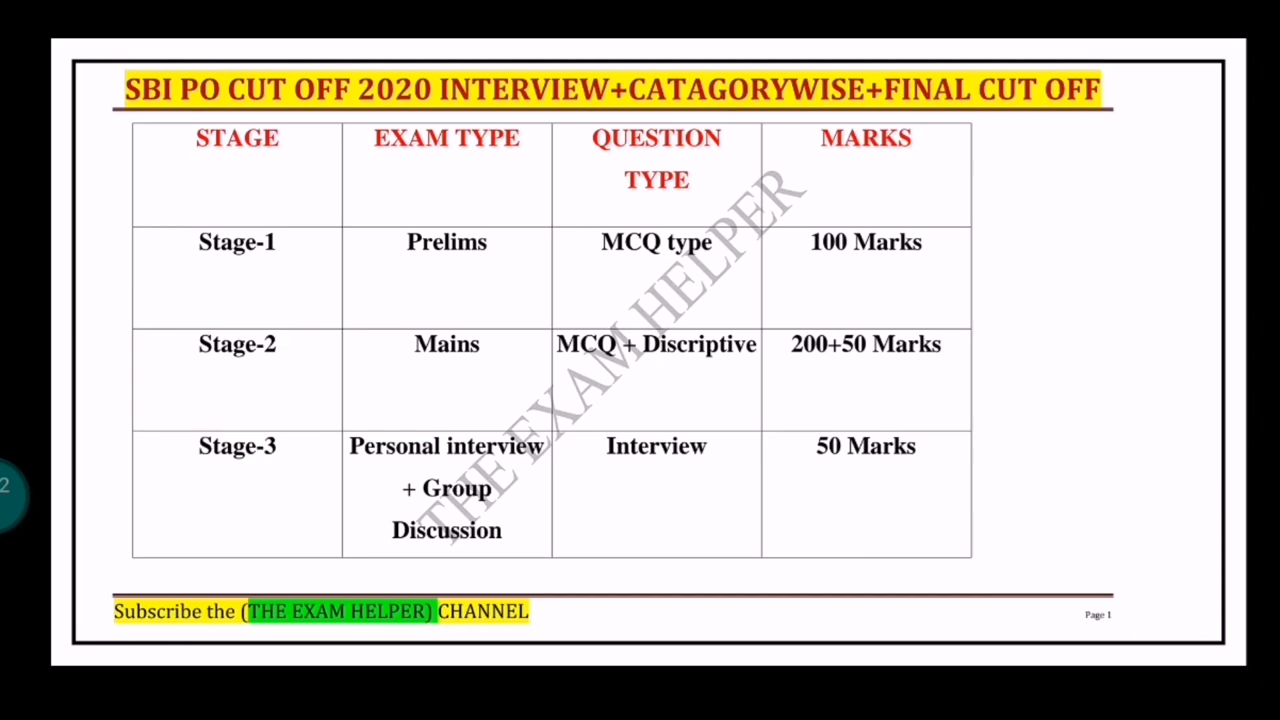 SBI PO CUT OFF 2020 INTERVIEW+CATAGORYWISE+FINAL CUT OFF
STAGE EXAM TYPE QUESTION TYPE MARKS
Stage-1 Prelims MCQ type 100 Marks
Stage-2 Mains MCQ + Discriptive 200+50 Marks
Stage-3 Personal interview Interview 50 Marks
+ Group
Discussion
THE EXAM HELPER
Subscribe the (THE EXAM HELPER) CHANNEL
Page 1
2